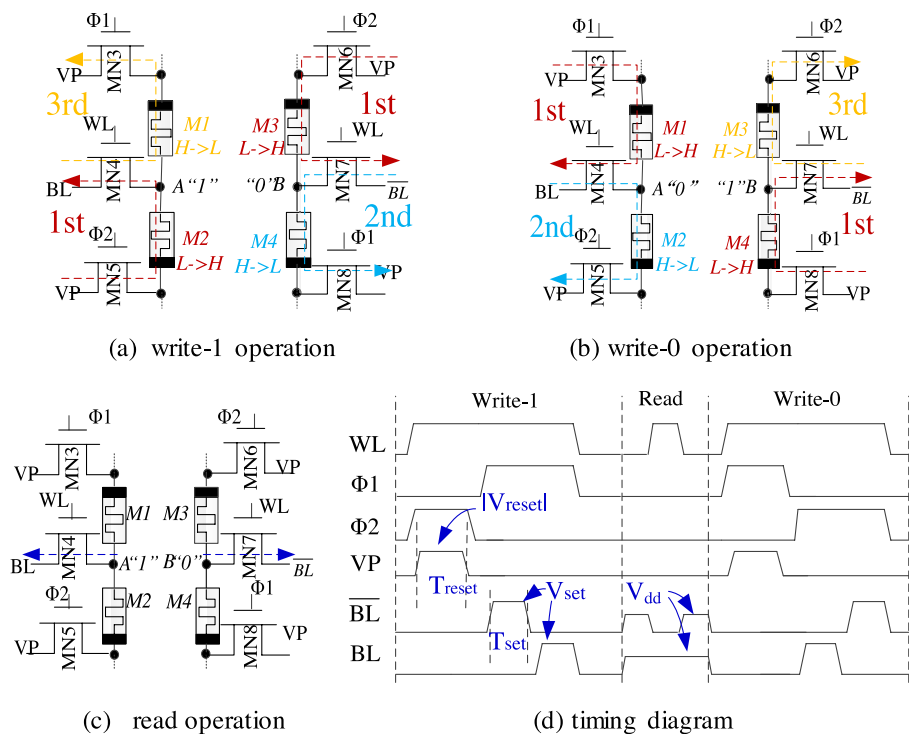 Φ1
Φ2
MN3
MN6
VP
VP
3rd
1st
M1
H->L
M3
L->H
WL
WL
MN4
MN7
BL
A“1”
“0”B
B̅L̅
1st
2nd
Φ2
M2
L->H
M4
H->L
Φ1
MN5
MN8
VP
VP
(a) write-1 operation
Φ1
Φ2
MN3
MN6
VP
VP
1st
3rd
M1
L->H
M3
H->L
WL
WL
MN4
MN7
BL
A“0”
“1”B
B̅L̅
2nd
1st
Φ2
M2
H->L
M4
L->H
Φ1
MN5
MN8
VP
VP
(b) write-0 operation
Φ1
Φ2
MN3
MN6
VP
VP
M1
M3
WL
WL
MN4
MN7
BL
A“1”
B“0”
B̅L̅
Φ2
M2
M4
Φ1
MN5
MN8
VP
VP
(c) read operation
Write-1
Read
Write-0
WL
Φ1
Φ2
|Vreset|
VP
Treset
Vset
Vdd
B̅L̅
Tset
BL
(d) timing diagram